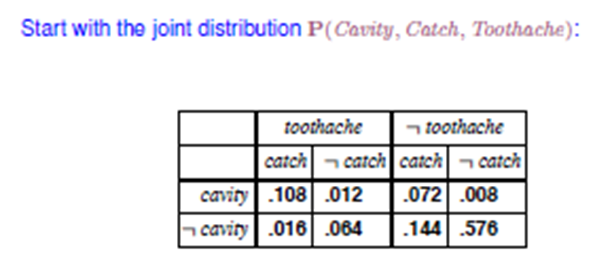 Start with the joint distribution P(Cavity, Catch, Toothache):
toothache ¬ toothache
catch ¬ catch catch ¬ catch
cavity .108 .012 .072 .008
¬ cavity .016 .064 .144 .576